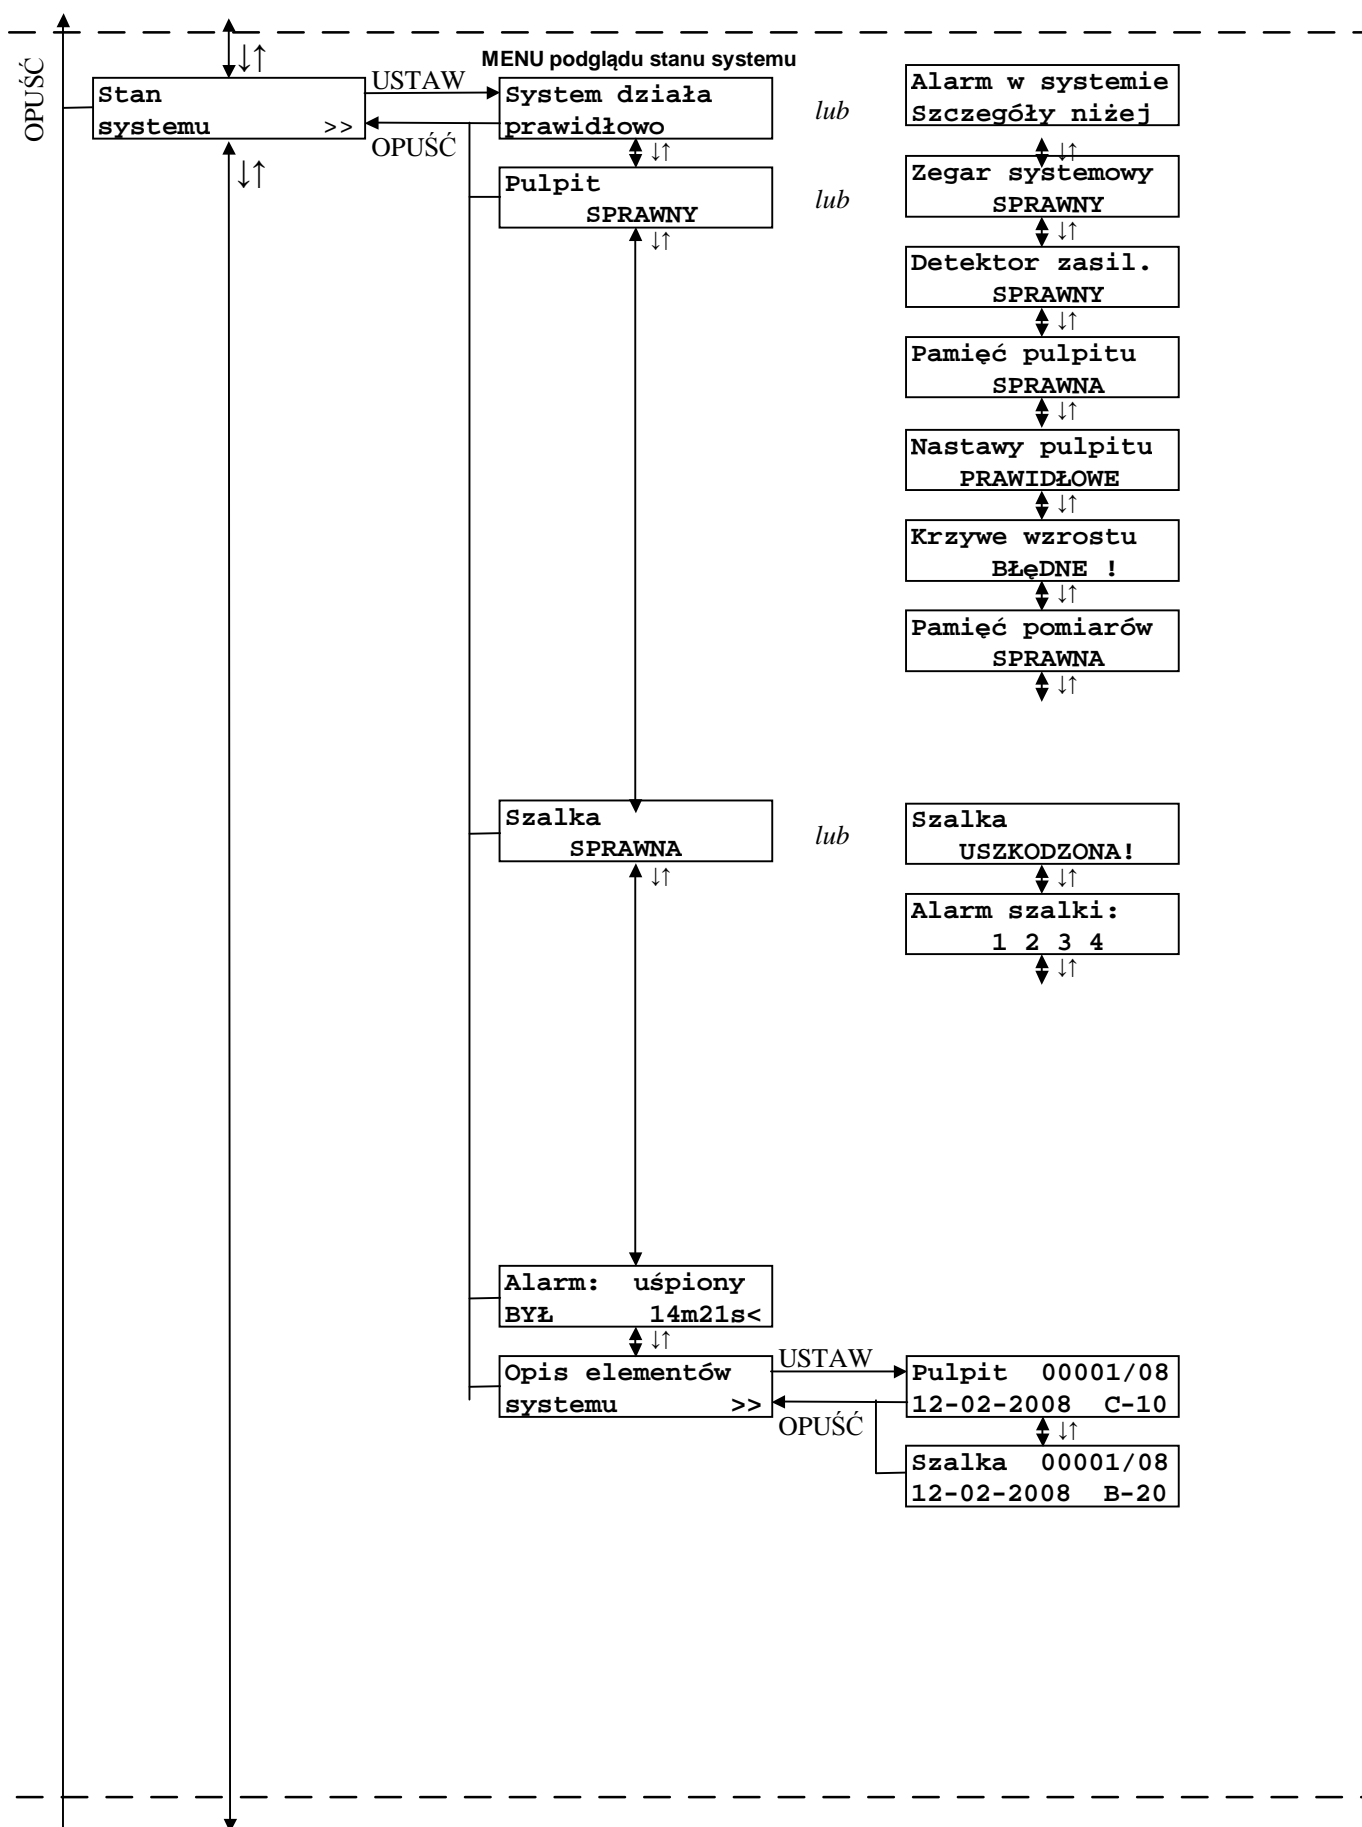 OPUŚĆ
↓↑
MENU podglądu stanu systemu
Stan
systemu >>
USTAW
OPUŚĆ
System działa
prawidłowo
lub
Alarm w systemie
Szczegóły niżej
↓↑
↓↑
↓↑
Pulpit
SPRAWNY
lub
Zegar systemowy
SPRAWNY
↓↑
↓↑
Detektor zasil.
SPRAWNY
↓↑
Pamięć pulpitu
SPRAWNA
↓↑
Nastawy pulpitu
PRAWIDŁOWE
↓↑
Krzywe wzrostu
BŁęDNE !
↓↑
Pamięć pomiarów
SPRAWNA
↓↑
Szalka
SPRAWNA
lub
Szalka
USZKODZONA!
↓↑
↓↑
Alarm szalki:
1 2 3 4
↓↑
Alarm: uśpiony
BYŁ 14m21s<
↓↑
Opis elementów
systemu >>
USTAW
OPUŚĆ
Pulpit 00001/08
12-02-2008 C-10
↓↑
Szalka 00001/08
12-02-2008 B-20